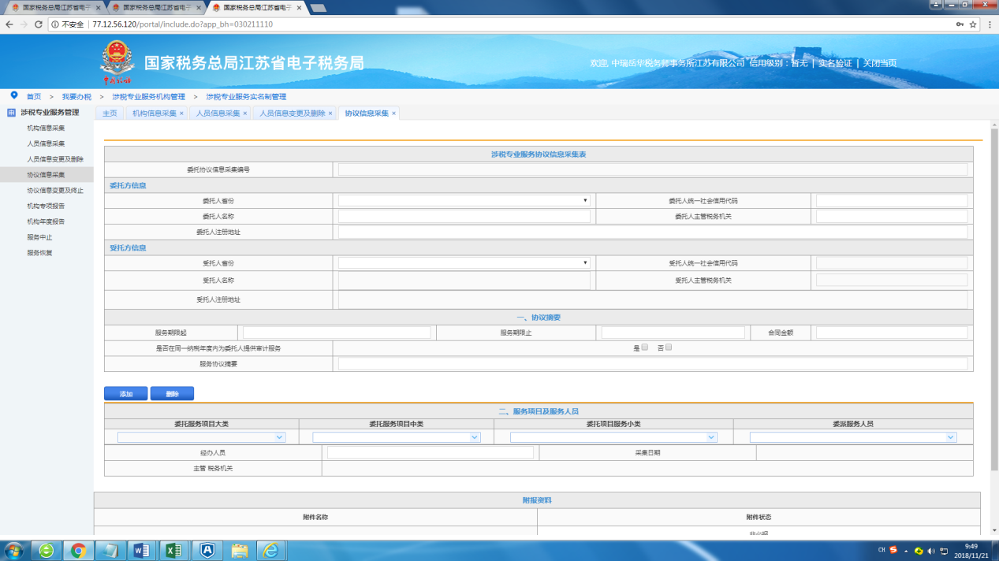 国家税务总局江苏省电子 × 国家税务总局江苏省电子 × 国家税务总局江苏省电子 ×
不安全 | 77.12.56.120/portal/include.do?app_bh=030211110
国家税务总局江苏省电子税务局
欢迎, 中瑞岳华税务师事务所江苏有限公司 信用级别：暂无 | 实名验证 | 关闭当页
中国税务
首页 > 我要办税 > 涉税专业服务机构管理 > 涉税专业服务实名制管理
涉税专业服务管理
机构信息采集
人员信息采集
人员信息变更及删除
协议信息采集
协议信息变更及终止
机构专项报告
机构年度报告
服务中止
服务恢复
主页 机构信息采集 × 人员信息采集 × 人员信息变更及删除 × 协议信息采集 ×
涉税专业服务协议信息采集表
委托协议信息采集编号
委托方信息
委托人省份 委托人统一社会信用代码
委托人名称 委托人主管税务机关
委托人注册地址
受托方信息
受托人省份 受托人统一社会信用代码
受托人名称 受托人主管税务机关
受托人注册地址
一、协议摘要
服务期限起 服务期限止 合同金额
是否在同一纳税年度内为委托人提供审计服务 是 否
服务协议摘要
添加 删除
二、服务项目及服务人员
委托服务项目大类 委托服务项目中类 委托项目服务小类 委派服务人员
经办人员 采集日期
主管 税务机关
附报资料
附件名称 附件状态
非必报
CH
9:49
2018/11/21